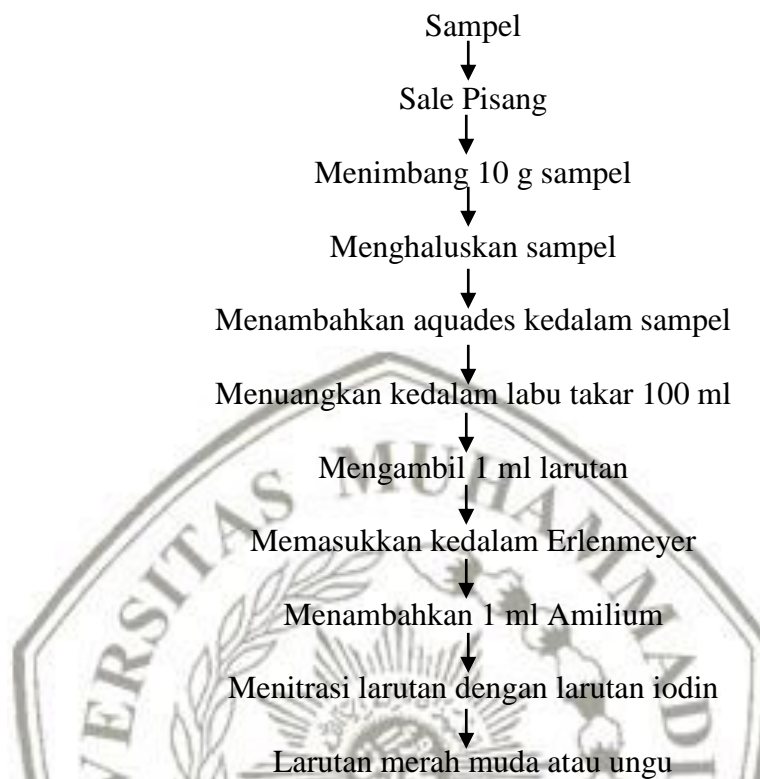 Sampel
Sale Pisang
Menimbang 10 g sampel
Menghaluskan sampel
Menambahkan aquades kedalam sampel
Menuangkan kedalam labu takar 100 ml
Mengambil 1 ml larutan
Memasukkan kedalam Erlenmeyer
Menambahkan 1 ml Amilium
Menitrasi larutan dengan larutan iodin
Larutan merah muda atau ungu
VERSITAS MUHAMMADI